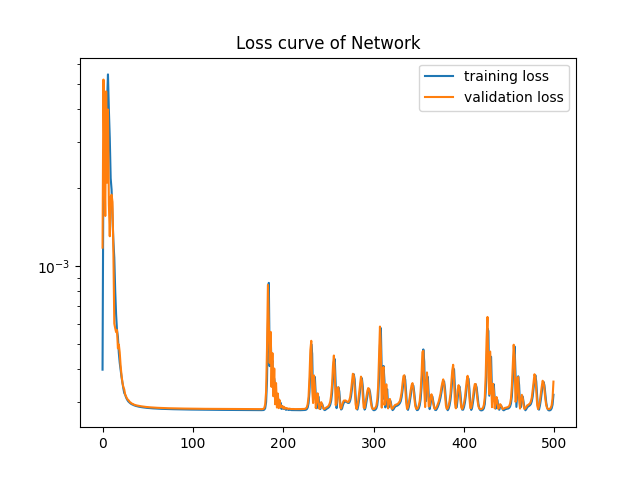 Loss curve of Network
training loss
validation loss
10⁻³
0 100 200 300 400 500